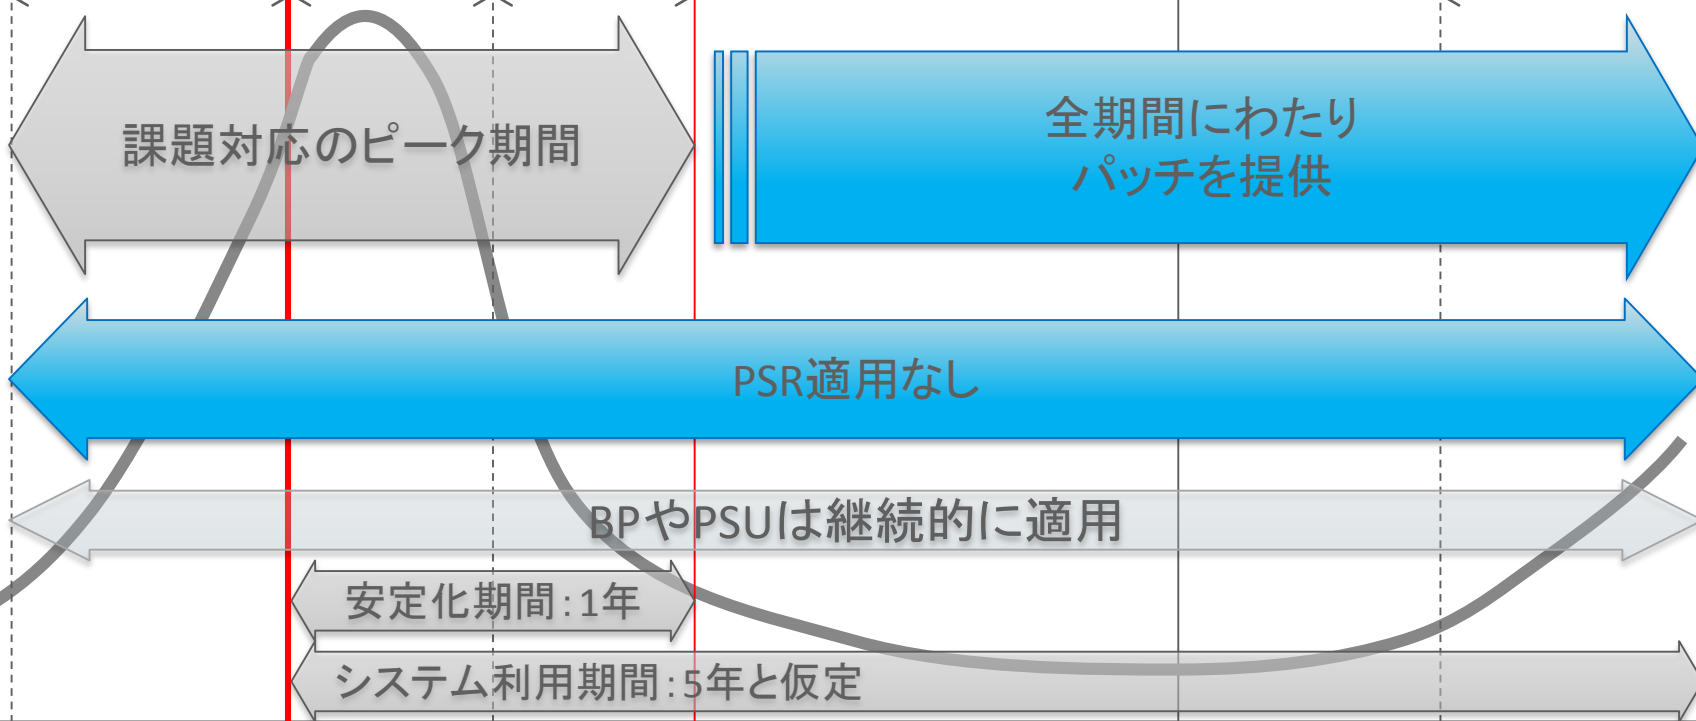 課題対応のピーク期間
全期間にわたり
パッチを提供
PSR適用なし
BPやPSUは継続的に適用
安定化期間：1年
システム利用期間：5年と仮定